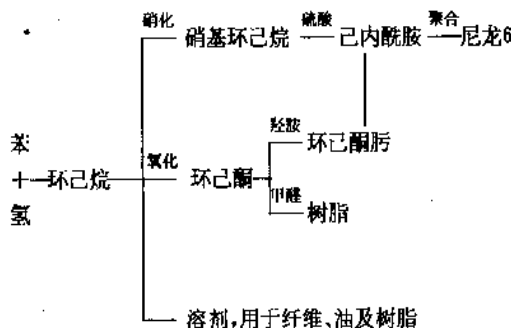 硝化 硫酸 聚合
硝基环己烷 己内酰胺 尼龙6
羟胺
环己酮肟
苯
十 环己烷 氧化 环己酮
氢
甲醛
树脂
溶剂,用于纤维、油及树脂